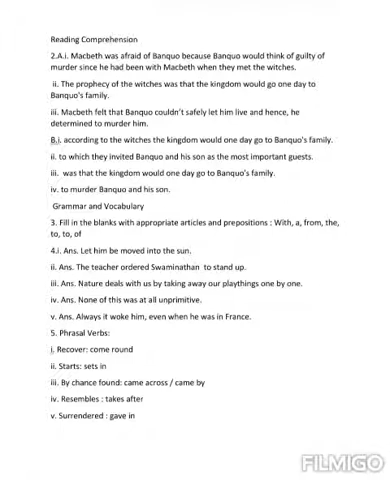 Reading Comprehension
2.A.i. Macbeth was afraid of Banquo because Banquo would think of guilty of
murder since he had been with Macbeth when they met the witches.
ii. The prophecy of the witches was that the kingdom would go one day to
Banquo's family.
iii. Macbeth felt that Banquo couldn't safely let him live and hence, he
determined to murder him.
B.i. according to the witches the kingdom would one day go to Banquo's family.
ii. to which they invited Banquo and his son as the most important guests.
iii. was that the kingdom would one day go to Banquo's family.
iv. to murder Banquo and his son.
Grammar and Vocabulary
3. Fill in the blanks with appropriate articles and prepositions : With, a, from, the,
to, to, of
4.i. Ans. Let him be moved into the sun.
ii. Ans. The teacher ordered Swaminathan to stand up.
iii. Ans. Nature deals with us by taking away our playthings one by one.
iv. Ans. None of this was at all unprimitive.
v. Ans. Always it woke him, even when he was in France.
5. Phrasal Verbs:
i. Recover: come round
ii. Starts: sets in
iii. By chance found: came across / came by
iv. Resembles : takes after
v. Surrendered : gave in
FILMIGO